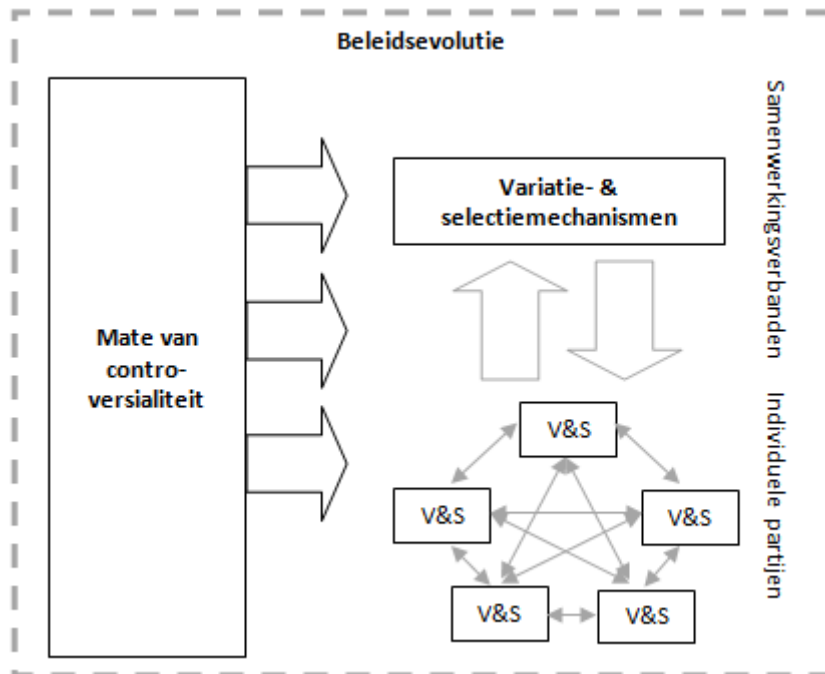 Beleidsevolutie
Mate van
contro-
versialiteit
Variatie- &
selectiemechanismen
Samenwerkingsverbanden
V&S
V&S
V&S
V&S
V&S
Individuele partijen